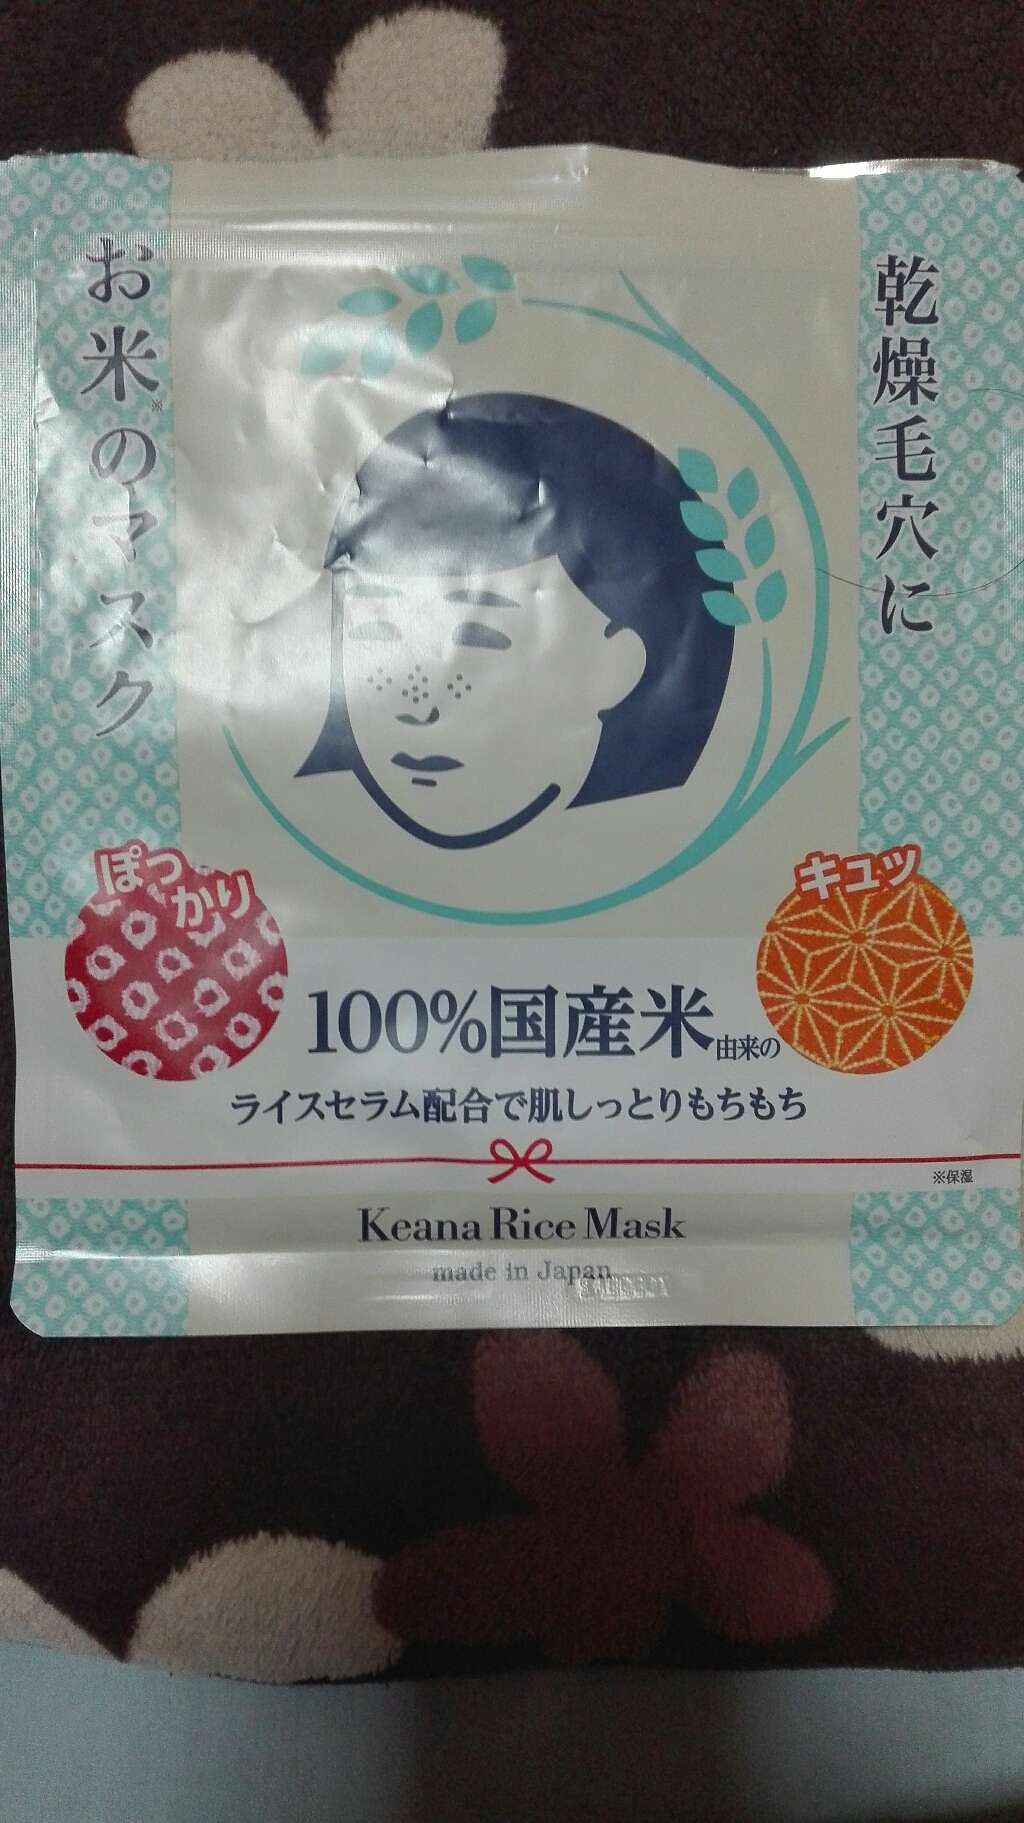 乾燥毛穴に
お米※のマスク
ぽっかり
キュッ
100%国産米由来の
ライスセラム配合で肌しっとりもちもち
※保湿
Keana Rice Mask
made in Japan